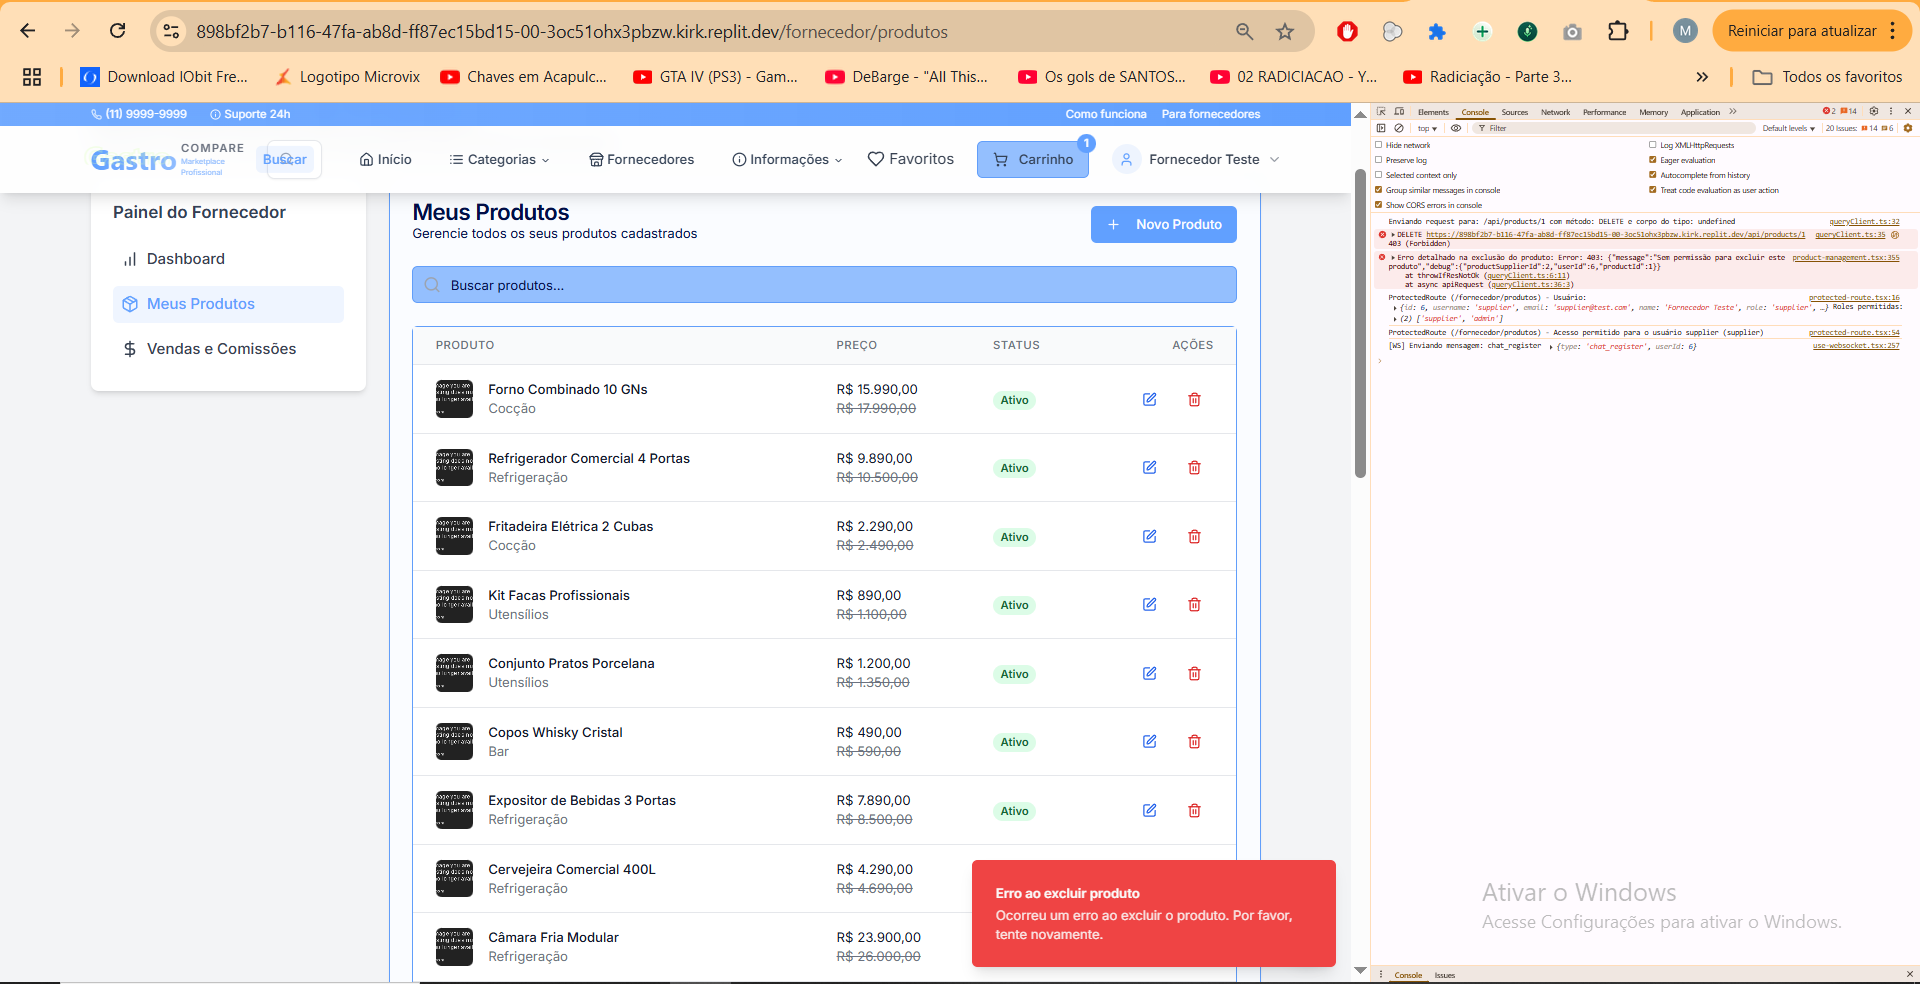 898bf2b7-b116-47fa-ab8d-ff87ec15bd15-00-3oc51ohx3pbzw.kirk.replit.dev/fornecedor/produtos
M
Reiniciar para atualizar
Download IObit Fre...
Logotipo Microvix
Chaves em Acapulc...
GTA IV (PS3) - Gam...
DeBarge - "All This...
Os gols de SANTOS...
02 RADICIACAO - Y...
Radiciação - Parte 3...
Todos os favoritos
(11) 9999-9999
Suporte 24h
Como funciona
Para fornecedores
Gastro
COMPARE
Marketplace
Profissional
Buscar
Início
Categorias
Fornecedores
Informações
Favoritos
Carrinho
1
Fornecedor Teste
Painel do Fornecedor
Dashboard
Meus Produtos
Vendas e Comissões
Meus Produtos
Gerencie todos os seus produtos cadastrados
Novo Produto
Buscar produtos...
PRODUTO PREÇO STATUS AÇÕES
Forno Combinado 10 GNs
Cocção
R$ 15.990,00
R$ 17.990,00
Ativo
Refrigerador Comercial 4 Portas
Refrigeração
R$ 9.890,00
R$ 10.500,00
Ativo
Fritadeira Elétrica 2 Cubas
Cocção
R$ 2.290,00
R$ 2.490,00
Ativo
Kit Facas Profissionais
Utensílios
R$ 890,00
R$ 1.100,00
Ativo
Conjunto Pratos Porcelana
Utensílios
R$ 1.200,00
R$ 1.350,00
Ativo
Copos Whisky Cristal
Bar
R$ 490,00
R$ 590,00
Ativo
Expositor de Bebidas 3 Portas
Refrigeração
R$ 7.890,00
R$ 8.500,00
Ativo
Cervejeira Comercial 400L
Refrigeração
R$ 4.290,00
R$ 4.690,00
Câmara Fria Modular
Refrigeração
R$ 23.900,00
R$ 26.000,00
Erro ao excluir produto
Ocorreu um erro ao excluir o produto. Por favor,
tente novamente.
Elements Console Sources Network Performance Memory Application
2 14
top
Filter
Default levels
20 Issues: 14 6
Hide network
Log XMLHttpRequests
Preserve log
Eager evaluation
Selected context only
Autocomplete from history
Group similar messages in console
Treat code evaluation as user action
Show CORS errors in console
Enviando request para: /api/products/1 com método: DELETE e corpo do tipo: undefined queryClient.ts:32
DELETE https://898bf2b7-b116-47fa-ab8d-ff87ec15bd15-00-3oc51ohx3pbzw.kirk.replit.dev/api/products/1 queryClient.ts:35
403 (Forbidden)
Erro detalhado na exclusão do produto: Error: 403: {"message":"Sem permissão para excluir este product-management.tsx:355
produto","debug":{"productSupplierId":2,"userId":6,"productId":1}}
at throwIfResNotOk (queryClient.ts:6:11)
at async apiRequest (queryClient.ts:36:3)
ProtectedRoute (/fornecedor/produtos) - Usuário: protected-route.tsx:16
{id: 6, username: 'supplier', email: 'supplier@test.com', name: 'Fornecedor Teste', role: 'supplier', …} Roles permitidas:
(2) ['supplier', 'admin']
ProtectedRoute (/fornecedor/produtos) - Acesso permitido para o usuário supplier (supplier) protected-route.tsx:54
[WS] Enviando mensagem: chat_register {type: 'chat_register', userId: 6} use-websocket.tsx:257
Ativar o Windows
Acesse Configurações para ativar o Windows.
Console Issues